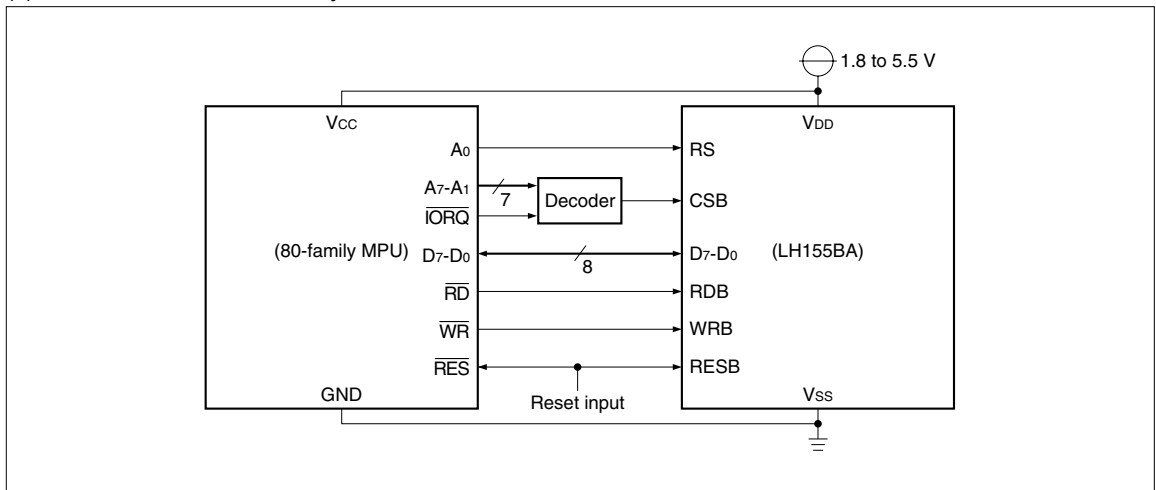 1.8 to 5.5 V
VCC
VDD
A0
RS
A7-A1
7
Decoder
CSB
IORQ
(80-family MPU)
D7-D0
8
D7-D0
(LH155BA)
RD
RDB
WR
WRB
RES
RESB
Reset input
GND
VSS